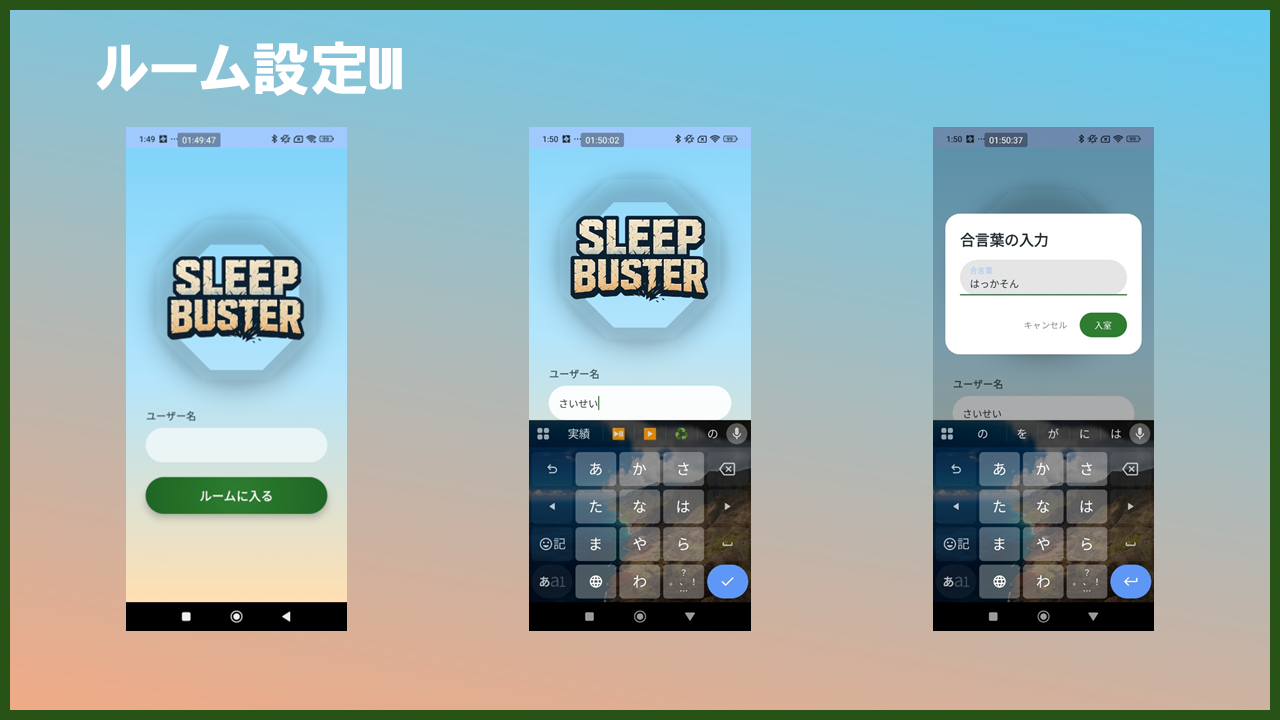 ルーム設定UI
1:49
01:49:47
SLEEP
BUSTER
ユーザー名
ルームに入る
1:50
01:50:02
SLEEP
BUSTER
ユーザー名
さいせい
実績
の
あ か さ
た な は
記 ま や ら
あa1 わ 、。?!…
1:50
01:50:37
合言葉の入力
合言葉
はっかそん
キャンセル 入室
ユーザー名
さいせい
の を が に は
あ か さ
た な は
記 ま や ら
あa1 わ 、。?!…